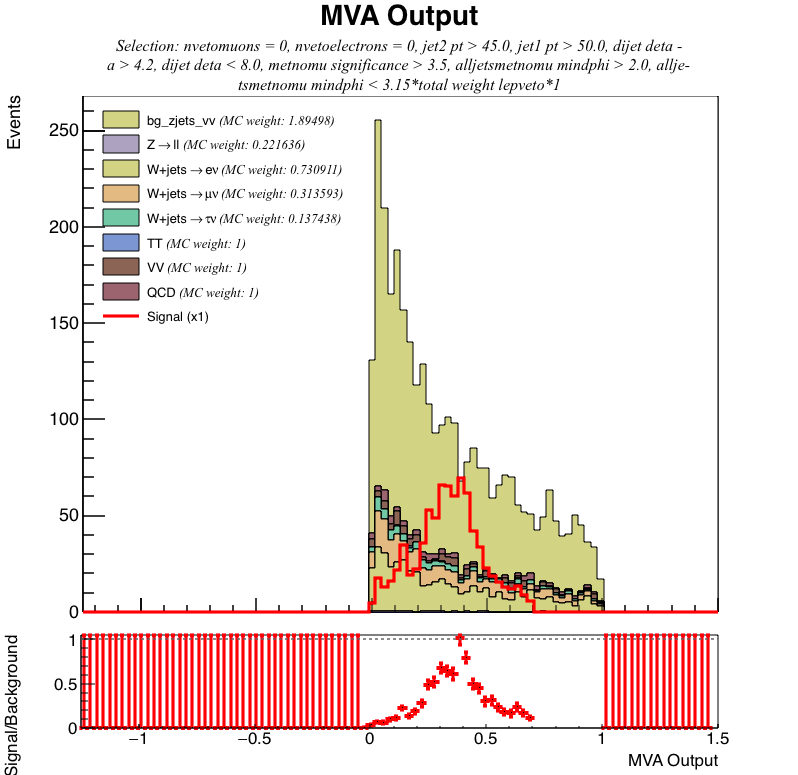 MVA Output
Selection: nvetomuons = 0, nvetoelectrons = 0, jet2 pt > 45.0, jet1 pt > 50.0, dijet deta -
a > 4.2, dijet deta < 8.0, metnomu significance > 3.5, alljetsmetnomu mindphi > 2.0, allje-
tsmetnomu mindphi < 3.15*total weight lepveto*1
Events
250
200
150
100
50
0
bg_zjets_vv (MC weight: 1.89498)
Z→ll (MC weight: 0.221636)
W+jets→eν (MC weight: 0.730911)
W+jets→μν (MC weight: 0.313593)
W+jets→τν (MC weight: 0.137438)
TT (MC weight: 1)
VV (MC weight: 1)
QCD (MC weight: 1)
Signal (x1)
Signal/Background
1
0.5
0
−1
−0.5
0
0.5
1
1.5
MVA Output